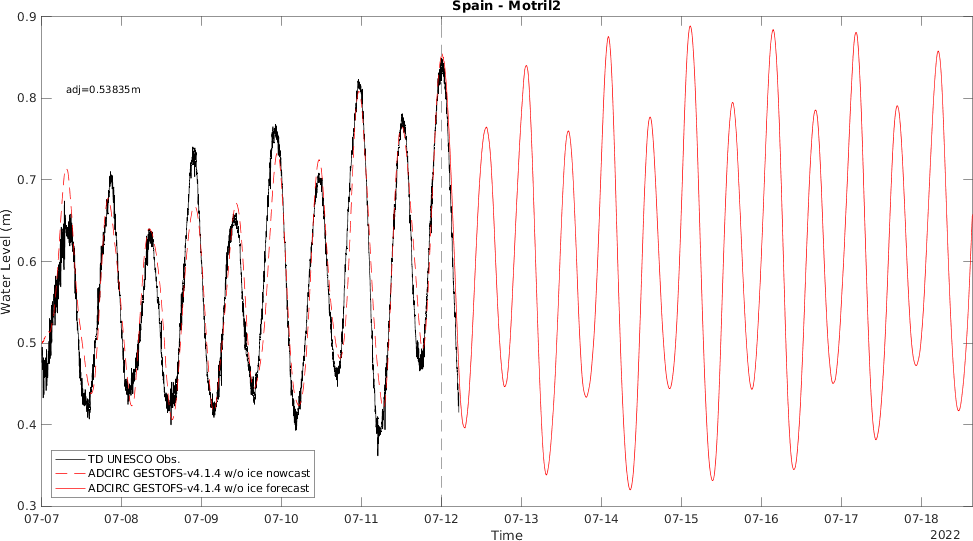 Spain - Motril2
0.9
0.8
0.7
0.6
0.5
0.4
0.3
Water Level (m)
adj=0.53835m
TD UNESCO Obs.
ADCIRC GESTOFS-v4.1.4 w/o ice nowcast
ADCIRC GESTOFS-v4.1.4 w/o ice forecast
07-07 07-08 07-09 07-10 07-11 07-12 07-13 07-14 07-15 07-16 07-17 07-18
Time
2022